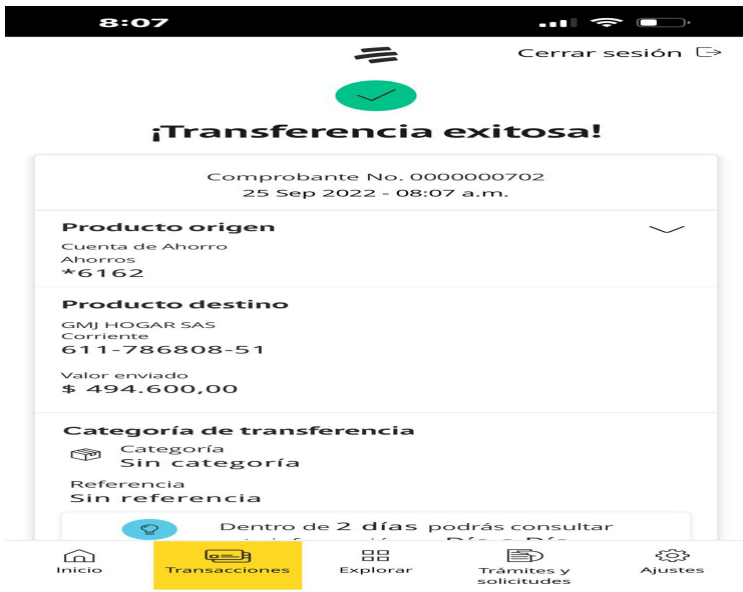 8:07
Cerrar sesión
¡Transferencia exitosa!
Comprobante No. 0000000702
25 Sep 2022 - 08:07 a.m.
Producto origen
Cuenta de Ahorro
Ahorros
*6162
Producto destino
GMJ HOGAR SAS
Corriente
611-786808-51
Valor enviado
$ 494.600,00
Categoría de transferencia
Categoría
Sin categoría
Referencia
Sin referencia
Dentro de 2 días podrás consultar
Inicio
Transacciones
Explorar
Trámites y
solicitudes
Ajustes